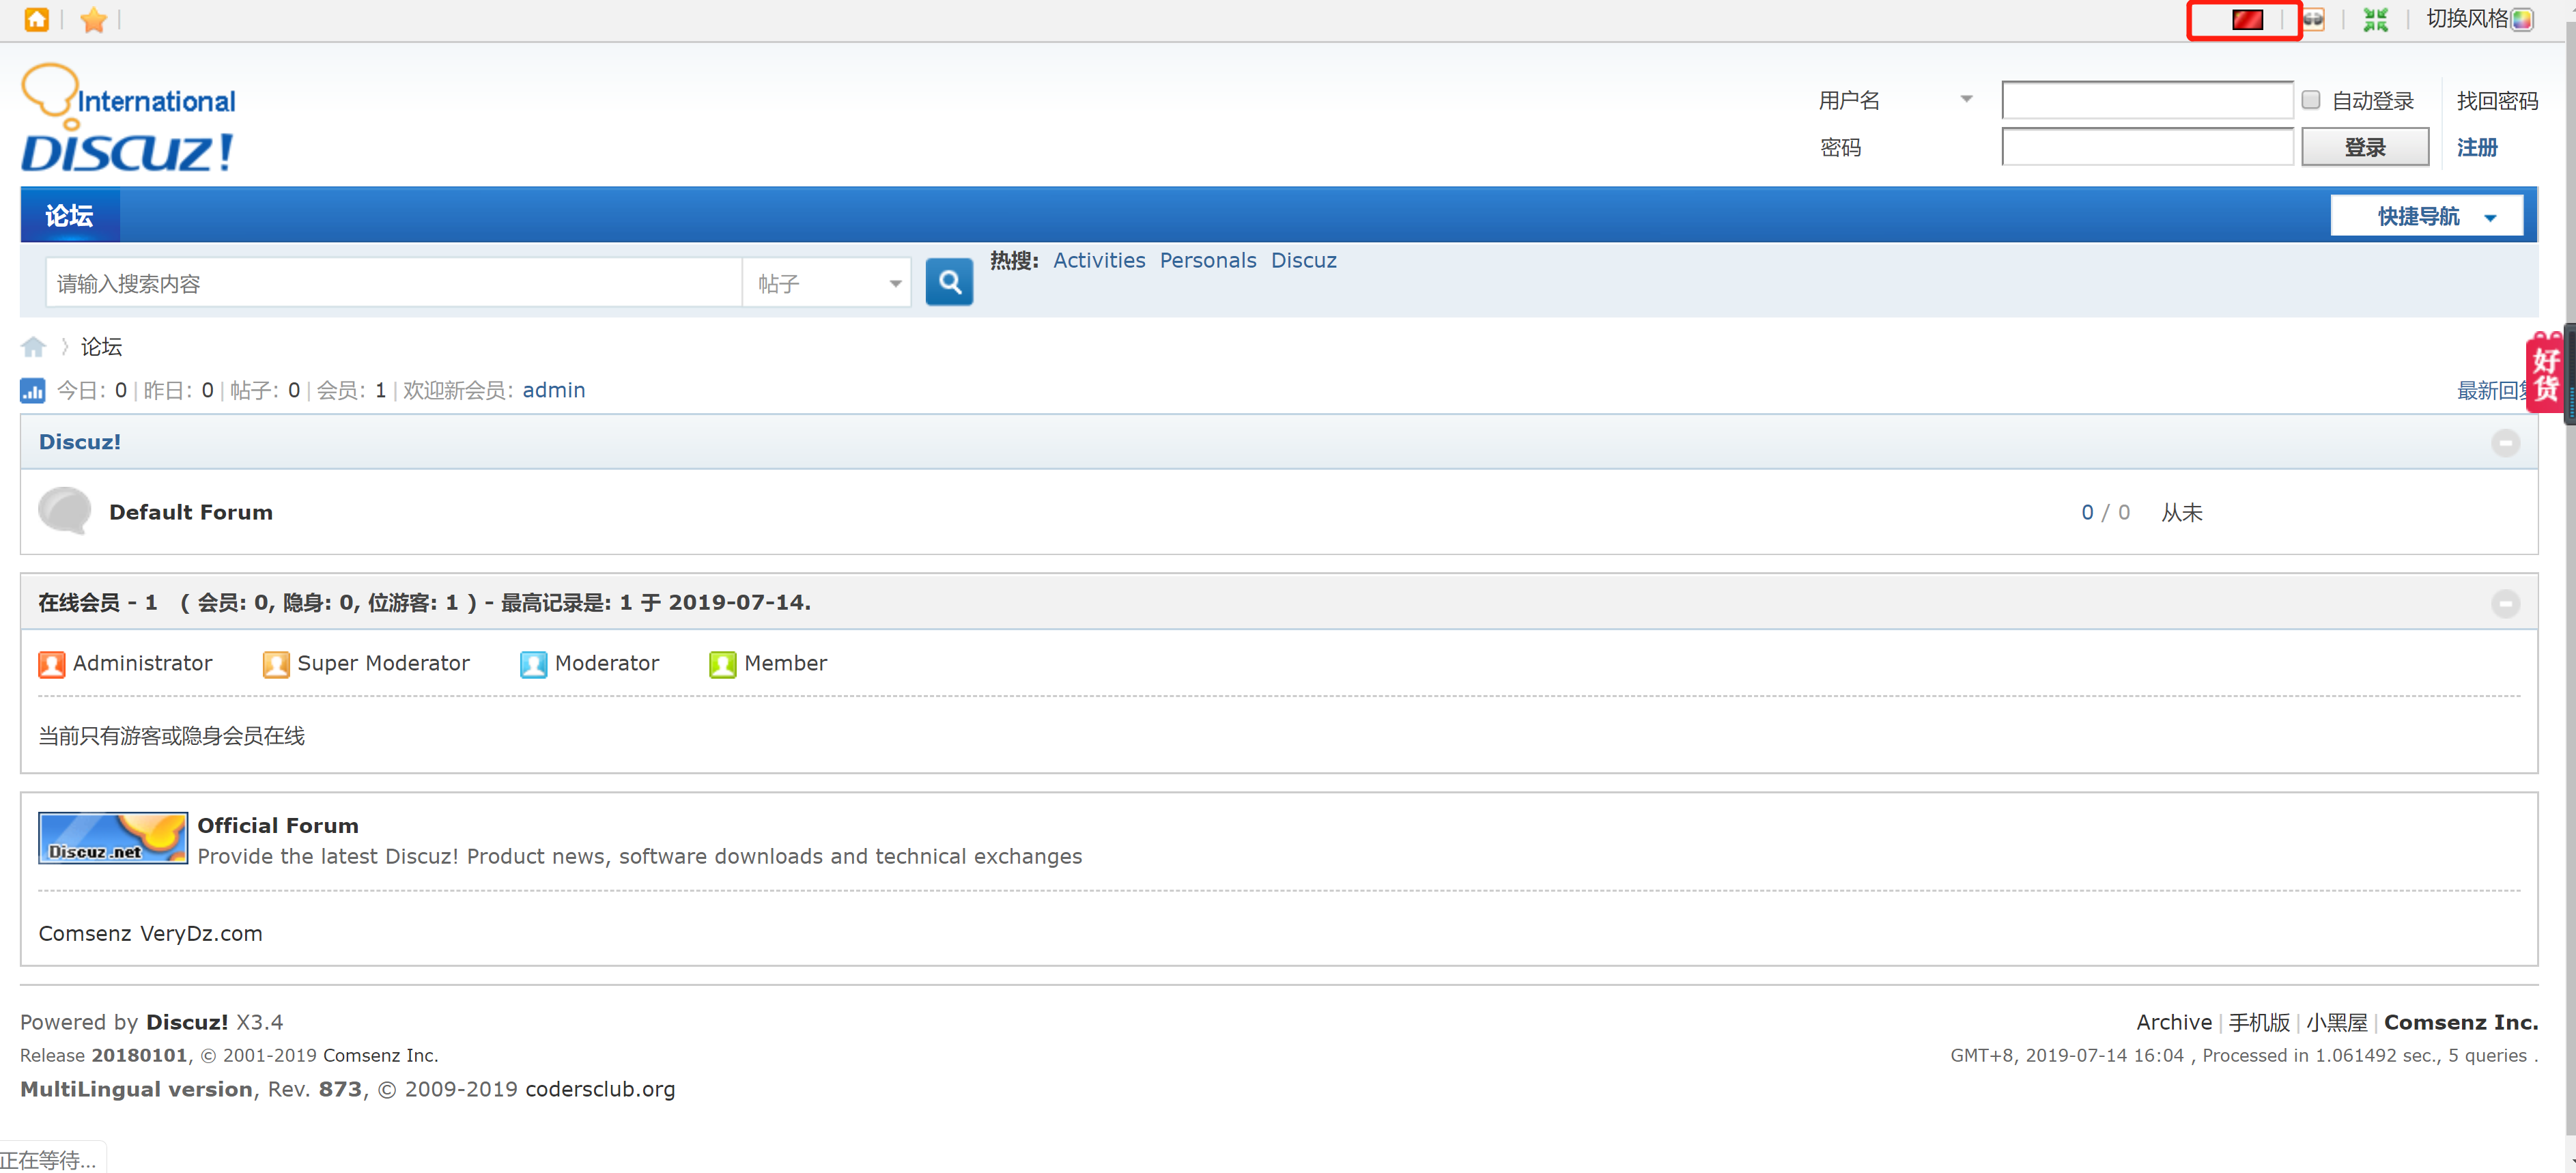 切换风格
International
DISCUZ!
用户名 自动登录 找回密码
密码 登录 注册
论坛 快捷导航
请输入搜索内容 帖子 热搜: Activities Personals Discuz
论坛
今日: 0 | 昨日: 0 | 帖子: 0 | 会员: 1 | 欢迎新会员: admin 最新回
好货
Discuz!
Default Forum 0 / 0 从未
在线会员 - 1 ( 会员: 0, 隐身: 0, 位游客: 1 ) - 最高记录是: 1 于 2019-07-14.
Administrator Super Moderator Moderator Member
当前只有游客或隐身会员在线
Discuz.net Official Forum
Provide the latest Discuz! Product news, software downloads and technical exchanges
Comsenz VeryDz.com
Powered by Discuz! X3.4 Archive | 手机版 | 小黑屋 | Comsenz Inc.
Release 20180101, © 2001-2019 Comsenz Inc. GMT+8, 2019-07-14 16:04 , Processed in 1.061492 sec., 5 queries .
MultiLingual version, Rev. 873, © 2009-2019 codersclub.org
正在等待...